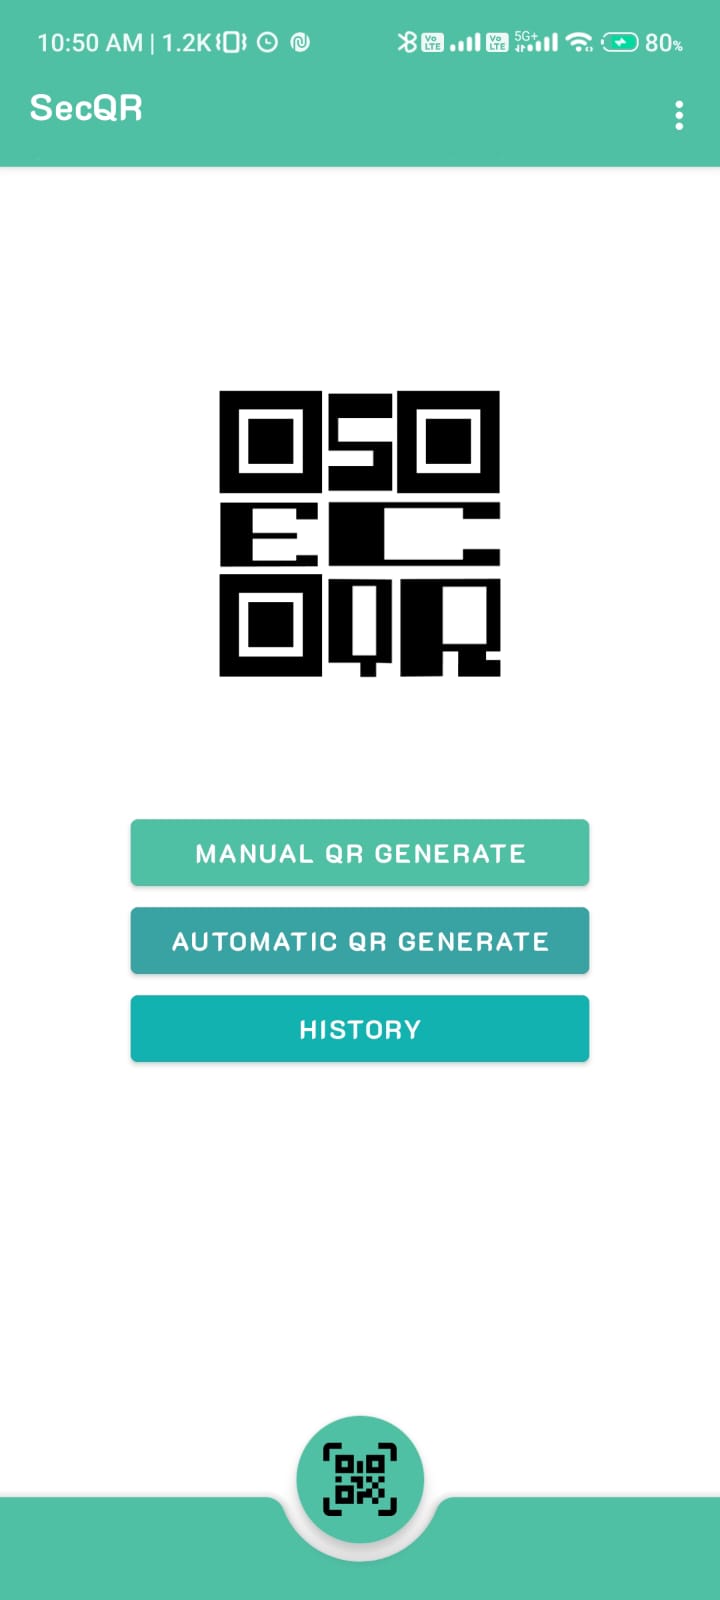 10:50 AM | 1.2K
Vo LTE Vo LTE 5G+ 80%
SecQR
S
EC
QR
MANUAL QR GENERATE
AUTOMATIC QR GENERATE
HISTORY